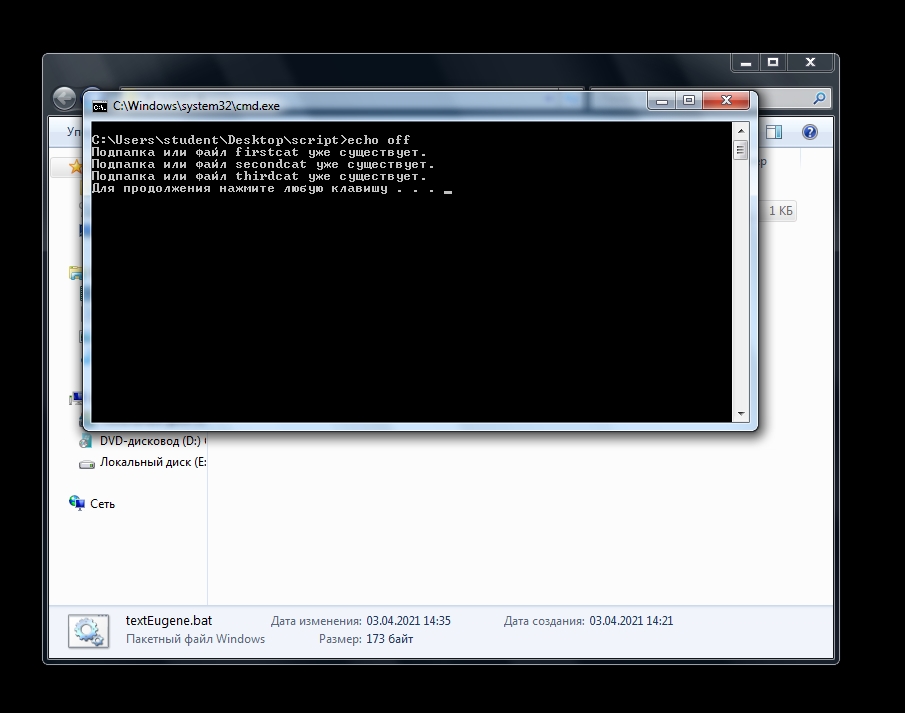 C:\Windows\system32\cmd.exe
C:\Users\student\Desktop\script>echo off
Подпапка или файл firstcat уже существует.
Подпапка или файл secondcat уже существует.
Подпапка или файл thirdcat уже существует.
Для продолжения нажмите любую клавишу . . . _
1 КБ
DVD-дисковод (D:)
Локальный диск (E:
Сеть
textEugene.bat Дата изменения: 03.04.2021 14:35 Дата создания: 03.04.2021 14:21
Пакетный файл Windows Размер: 173 байт